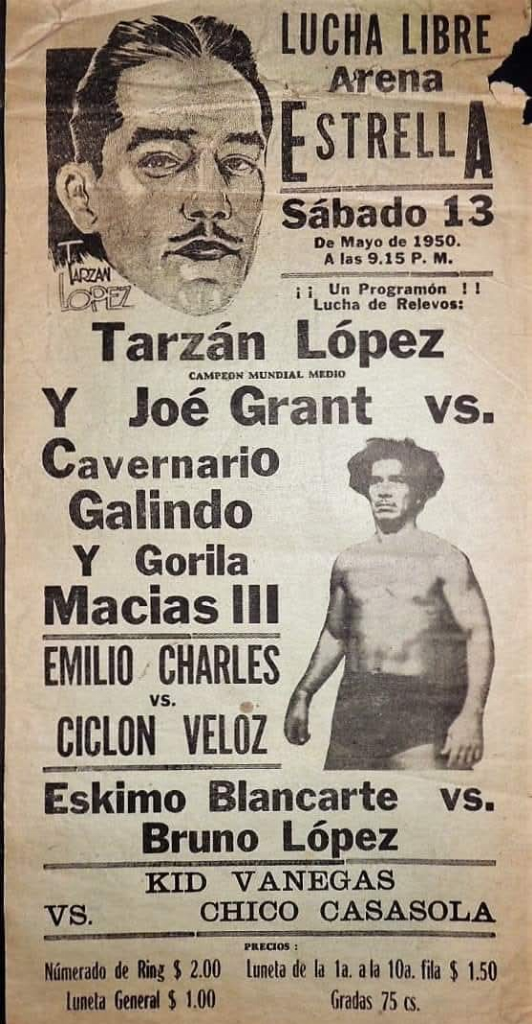 LUCHA LIBRE
Arena
ESTRELLA
Sábado 13
De Mayo de 1950.
A las 9.15 P. M.
¡¡ Un Programón !!
Lucha de Relevos:
TARZAN
LOPEZ
Tarzán López
CAMPEON MUNDIAL MEDIO
Y Joé Grant vs.
Cavernario
Galindo
Y Gorila
Macias III
EMILIO CHARLES
vs.
CICLON VELOZ
Eskimo Blancarte vs.
Bruno López
KID VANEGAS
VS. CHICO CASASOLA
PRECIOS :
Númerado de Ring $ 2.00 Luneta de la 1a. a la 10a. fila $ 1.50
Luneta General $ 1.00 Gradas 75 cs.